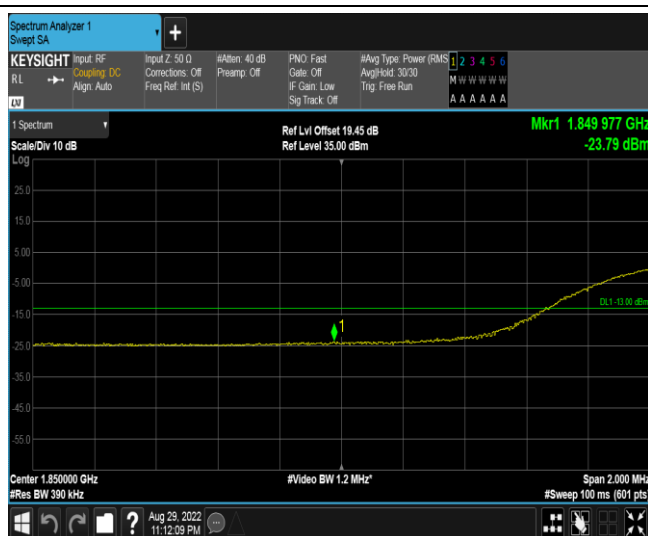 Spectrum Analyzer 1
Swept SA
KEYSIGHT
RL
Input: RF
Coupling: DC
Align: Auto
Input Z: 50 Ω
Corrections: Off
Freq Ref: Int (S)
#Atten: 40 dB
Preamp: Off
PNO: Fast
Gate: Off
IF Gain: Low
Sig Track: Off
#Avg Type: Power (RMS
Avg|Hold: 30/30
Trig: Free Run
1 2 3 4 5 6
M W W W W W
A A A A A A
1 Spectrum
Scale/Div 10 dB
Ref Lvl Offset 19.45 dB
Ref Level 35.00 dBm
Mkr1 1.849 977 GHz
-23.79 dBm
Log
25.0
15.0
5.00
-5.00
DL1 -13.00 dBm
-15.0
1
-25.0
-35.0
-45.0
-55.0
Center 1.850000 GHz
#Video BW 1.2 MHz*
Span 2.000 MHz
#Res BW 390 kHz
#Sweep 100 ms (601 pts)
Aug 29, 2022
11:12:09 PM